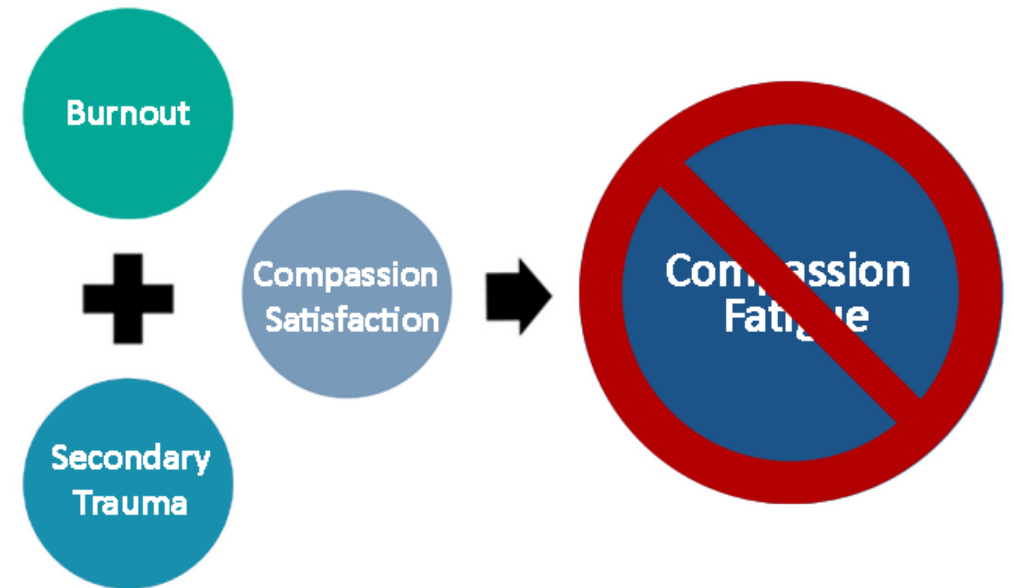 Burnout
Compassion
Satisfaction
Secondary
Trauma
Compassion
Fatigue